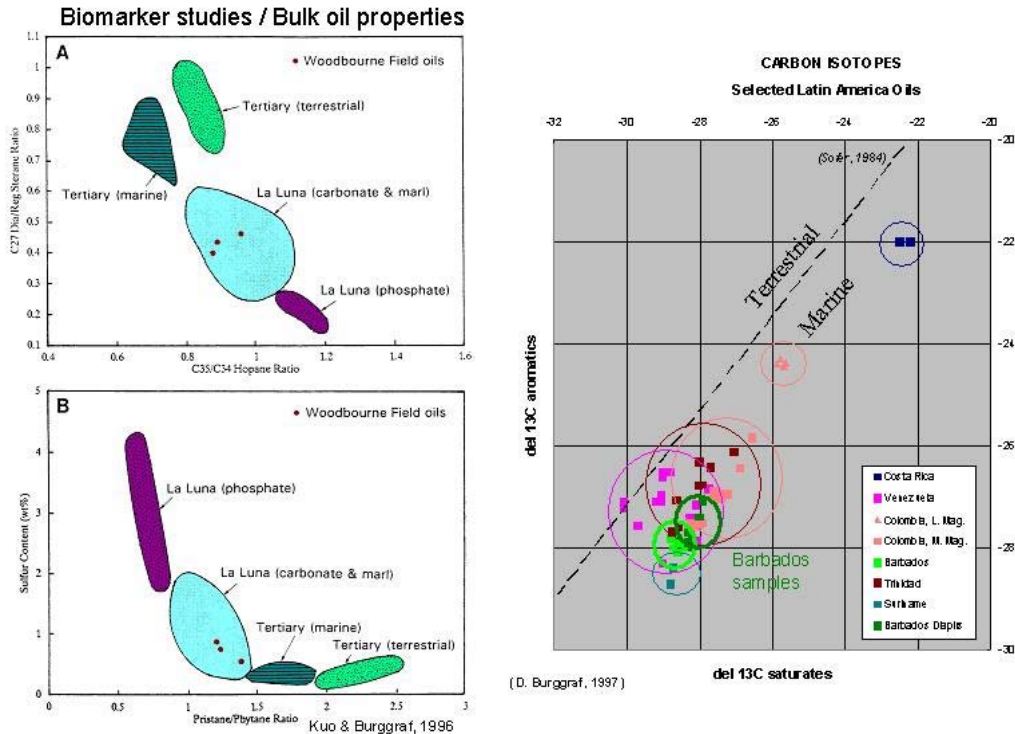 Biomarker studies / Bulk oil properties
A
1.1
1
0.9
0.8
0.7
0.6
0.5
0.4
0.3
0.2
0.1
C27 Dia/Reg Sterane Ratio
Woodbourne Field oils
Tertiary (terrestrial)
Tertiary (marine)
La Luna (carbonate & marl)
La Luna (phosphate)
0.4 0.6 0.8 1 1.2 1.4 1.6
C35/C34 Hopane Ratio
B
5
4
3
2
1
0
Sulfur Content (wt%)
Woodbourne Field oils
La Luna (phosphate)
La Luna (carbonate & marl)
Tertiary (marine)
Tertiary (terrestrial)
0 0.5 1 1.5 2 2.5 3
Pristane/Phytane Ratio
Kuo & Burggraf, 1996
CARBON ISOTOPES
Selected Latin America Oils
-32 -30 -28 -26 -24 -22 -20
-20
-22
-24
-26
-28
-30
(Sofer, 1984)
Terrestrial
Marine
del 13C aromatics
Barbados
samples
Costa Rica
Venezuela
Colombia, L. Mag.
Colombia, M. Mag.
Barbados
Trinidad
Suriname
Barbados Diapirs
del 13C saturates
( D. Burggraf, 1997 )